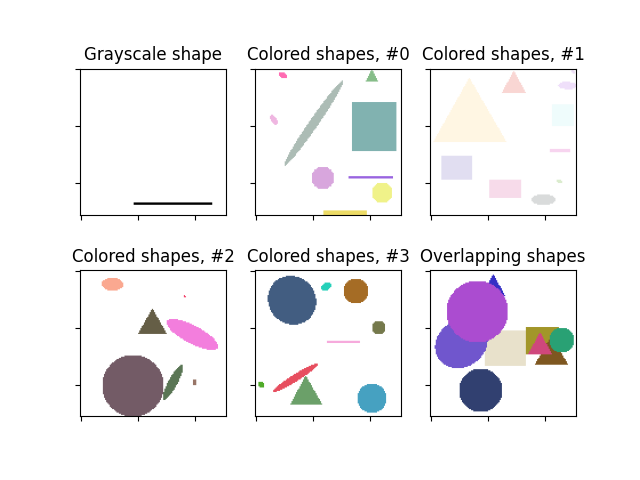 Grayscale shape
Colored shapes, #0
Colored shapes, #1
Colored shapes, #2
Colored shapes, #3
Overlapping shapes